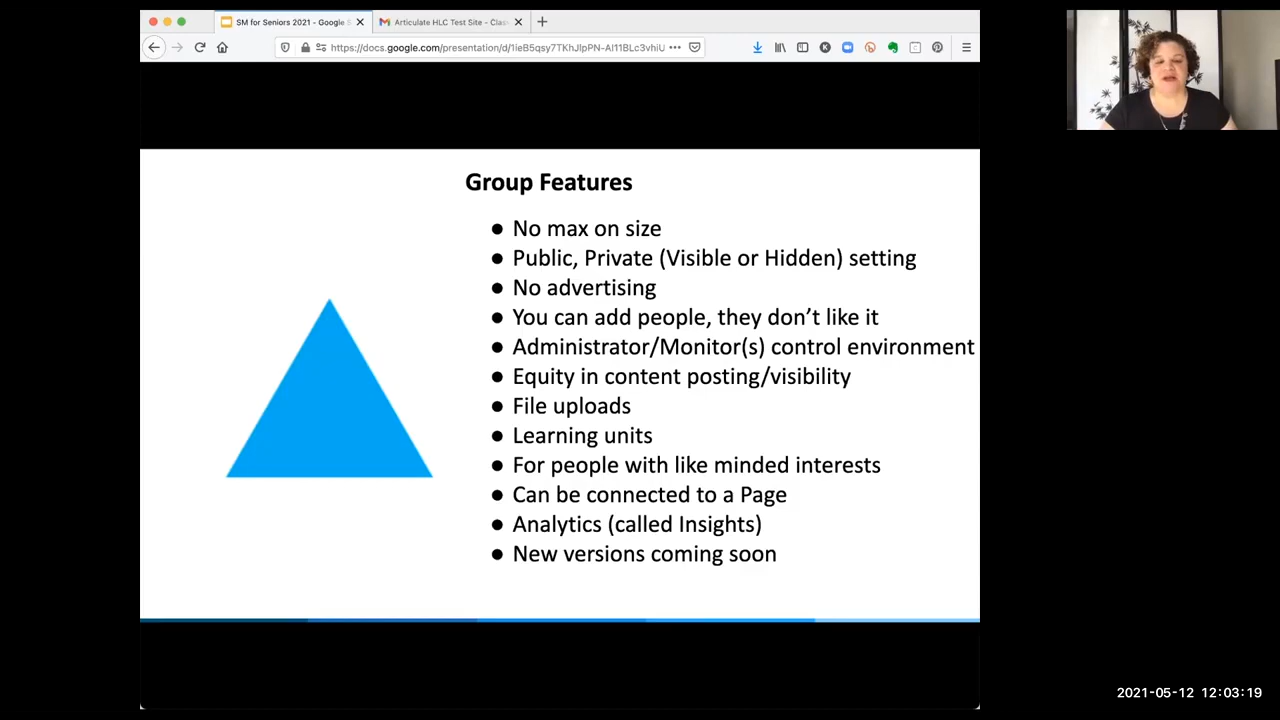 SM for Seniors 2021 - Google S
Articulate HLC Test Site - Clas
https://docs.google.com/presentation/d/1ieB5qsy7TKhJlpPN-AI11BLc3vhiU
Group Features
● No max on size
● Public, Private (Visible or Hidden) setting
● No advertising
● You can add people, they don’t like it
● Administrator/Monitor(s) control environment
● Equity in content posting/visibility
● File uploads
● Learning units
● For people with like minded interests
● Can be connected to a Page
● Analytics (called Insights)
● New versions coming soon
2021-05-12 12:03:19